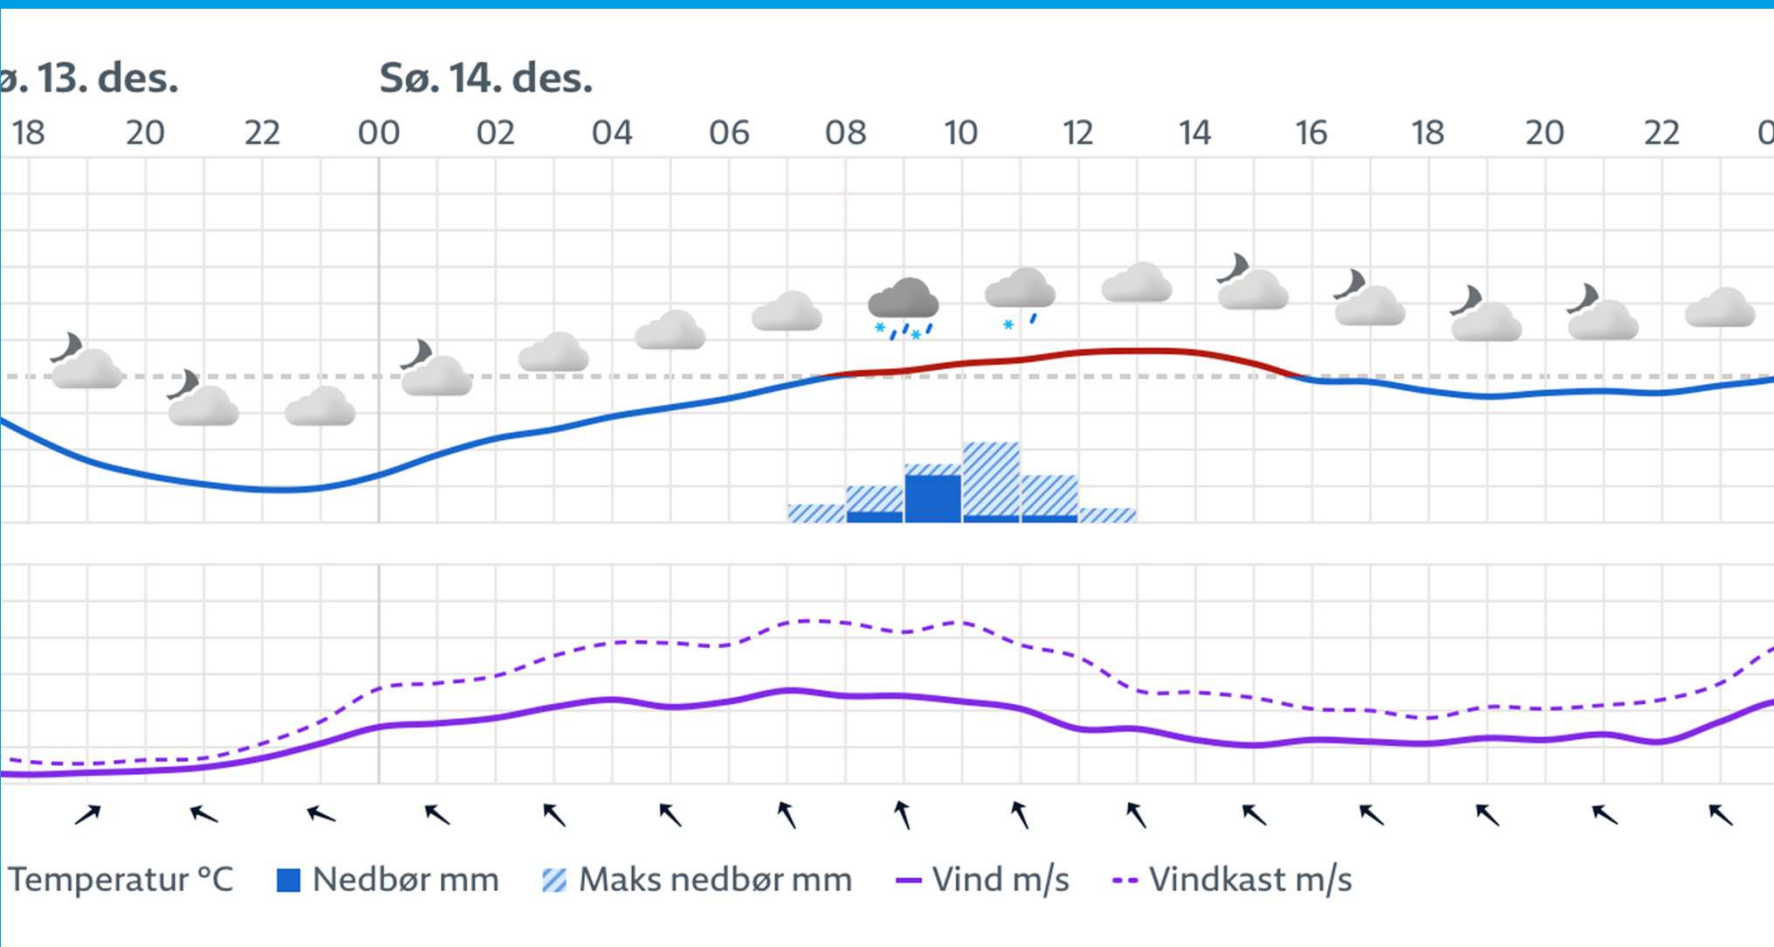 ø. 13. des. Sø. 14. des.
18 20 22 00 02 04 06 08 10 12 14 16 18 20 22 0
Temperatur °C Nedbør mm Maks nedbør mm Vind m/s Vindkast m/s